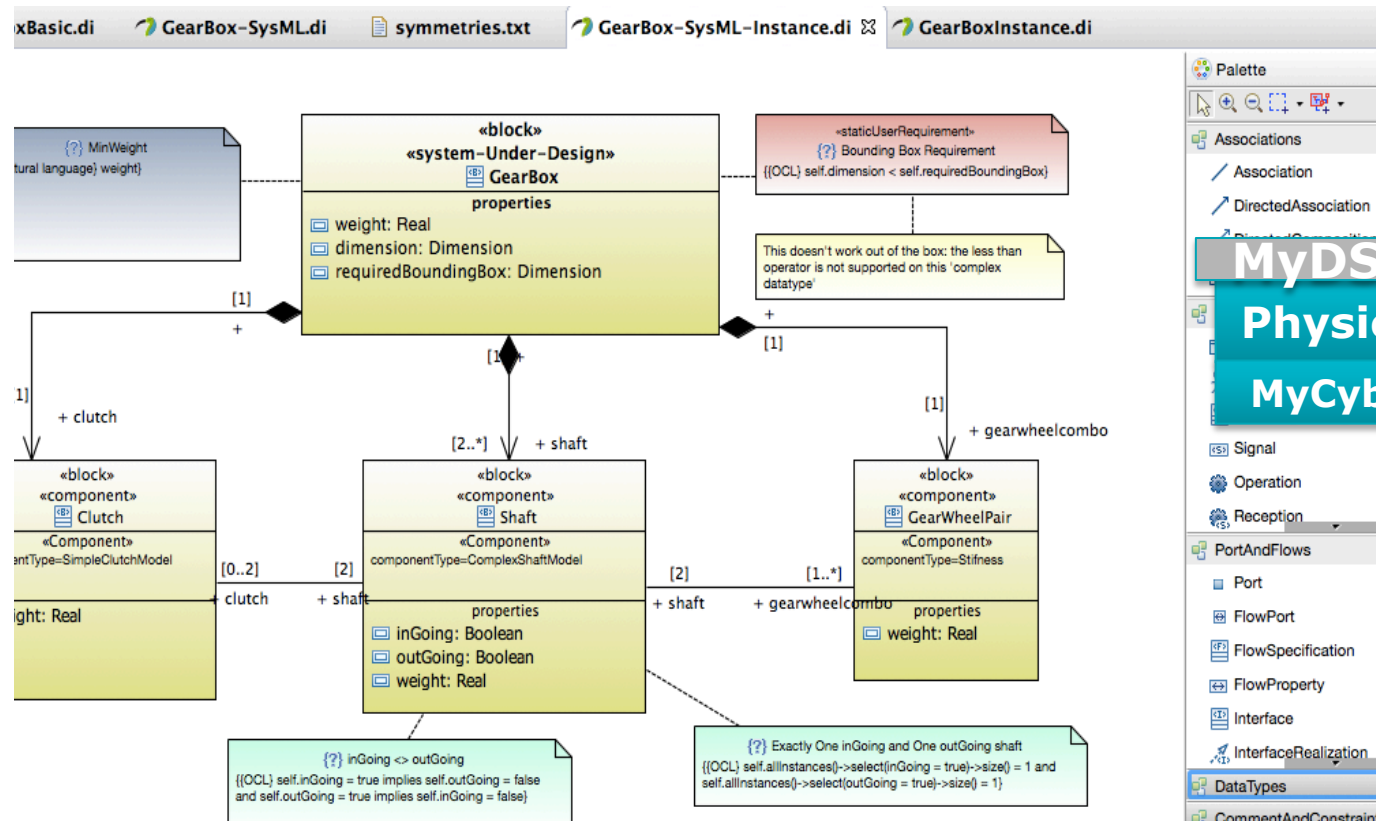 xBasic.di
GearBox-SysML.di
symmetries.txt
GearBox-SysML-Instance.di
GearBoxInstance.di
{?} MinWeight
tural language} weight}
«block»
«system-Under-Design»
GearBox
properties
weight: Real
dimension: Dimension
requiredBoundingBox: Dimension
«staticUserRequirement»
{?} Bounding Box Requirement
{{OCL} self.dimension < self.requiredBoundingBox}
This doesn't work out of the box: the less than
operator is not supported on this 'complex
datatype'
[1]
+
[1
+
+
[1]
1]
+ clutch
[2..*]
+ shaft
[1]
+ gearwheelcombo
«block»
«component»
Clutch
«Component»
entType=SimpleClutchModel
ight: Real
[0..2]
[2]
+ clutch
+ shaft
«block»
«component»
Shaft
«Component»
componentType=ComplexShaftModel
properties
inGoing: Boolean
outGoing: Boolean
weight: Real
[2]
[1..*]
+ shaft
+ gearwheelcombo
«block»
«component»
GearWheelPair
«Component»
componentType=Stifness
properties
weight: Real
{?} inGoing <> outGoing
{{OCL} self.inGoing = true implies self.outGoing = false
and self.outGoing = true implies self.inGoing = false}
{?} Exactly One inGoing and One outGoing shaft
{{OCL} self.allInstances()->select(inGoing = true)->size() = 1 and
self.allInstances()->select(outGoing = true)->size() = 1}
Palette
Associations
Association
DirectedAssociation
MyDS
Physic
MyCyb
Signal
Operation
Reception
PortAndFlows
Port
FlowPort
FlowSpecification
FlowProperty
Interface
InterfaceRealization
DataTypes
CommentAndConstraint